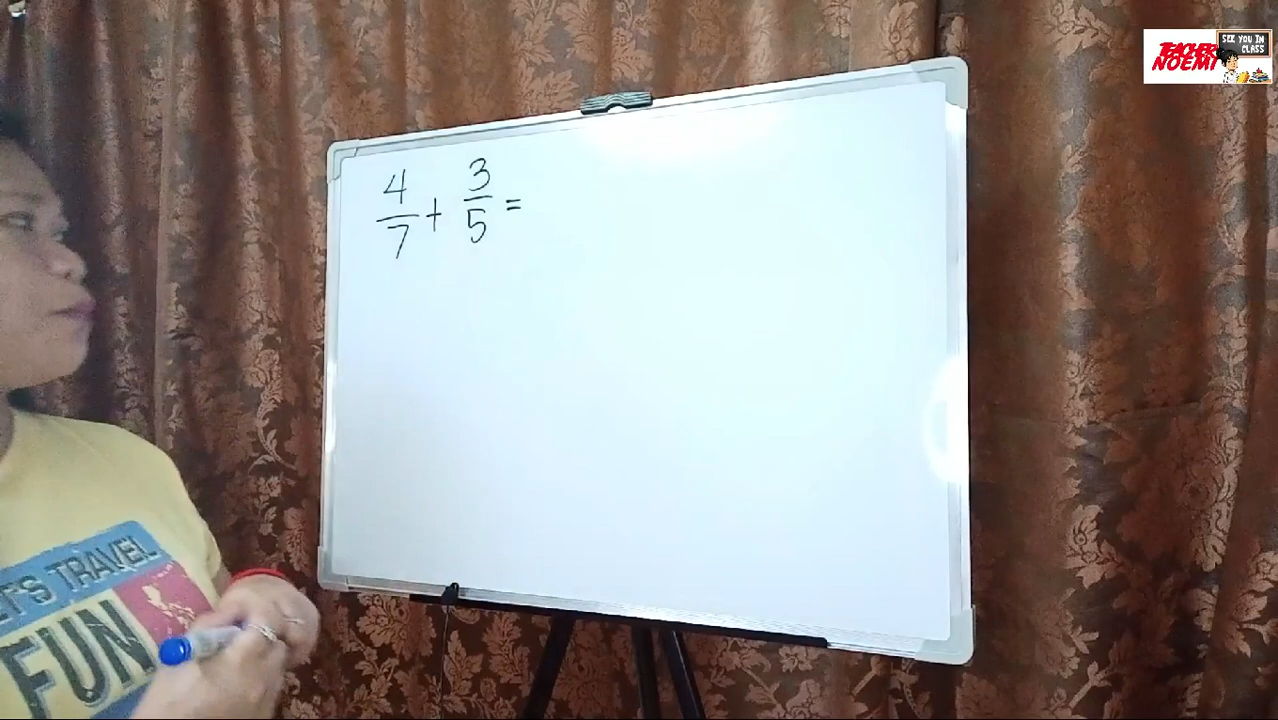 4/7 + 3/5 =
TEACHER
NOEMI
SEE YOU IN
CLASS
LET'S TRAVEL
FUN